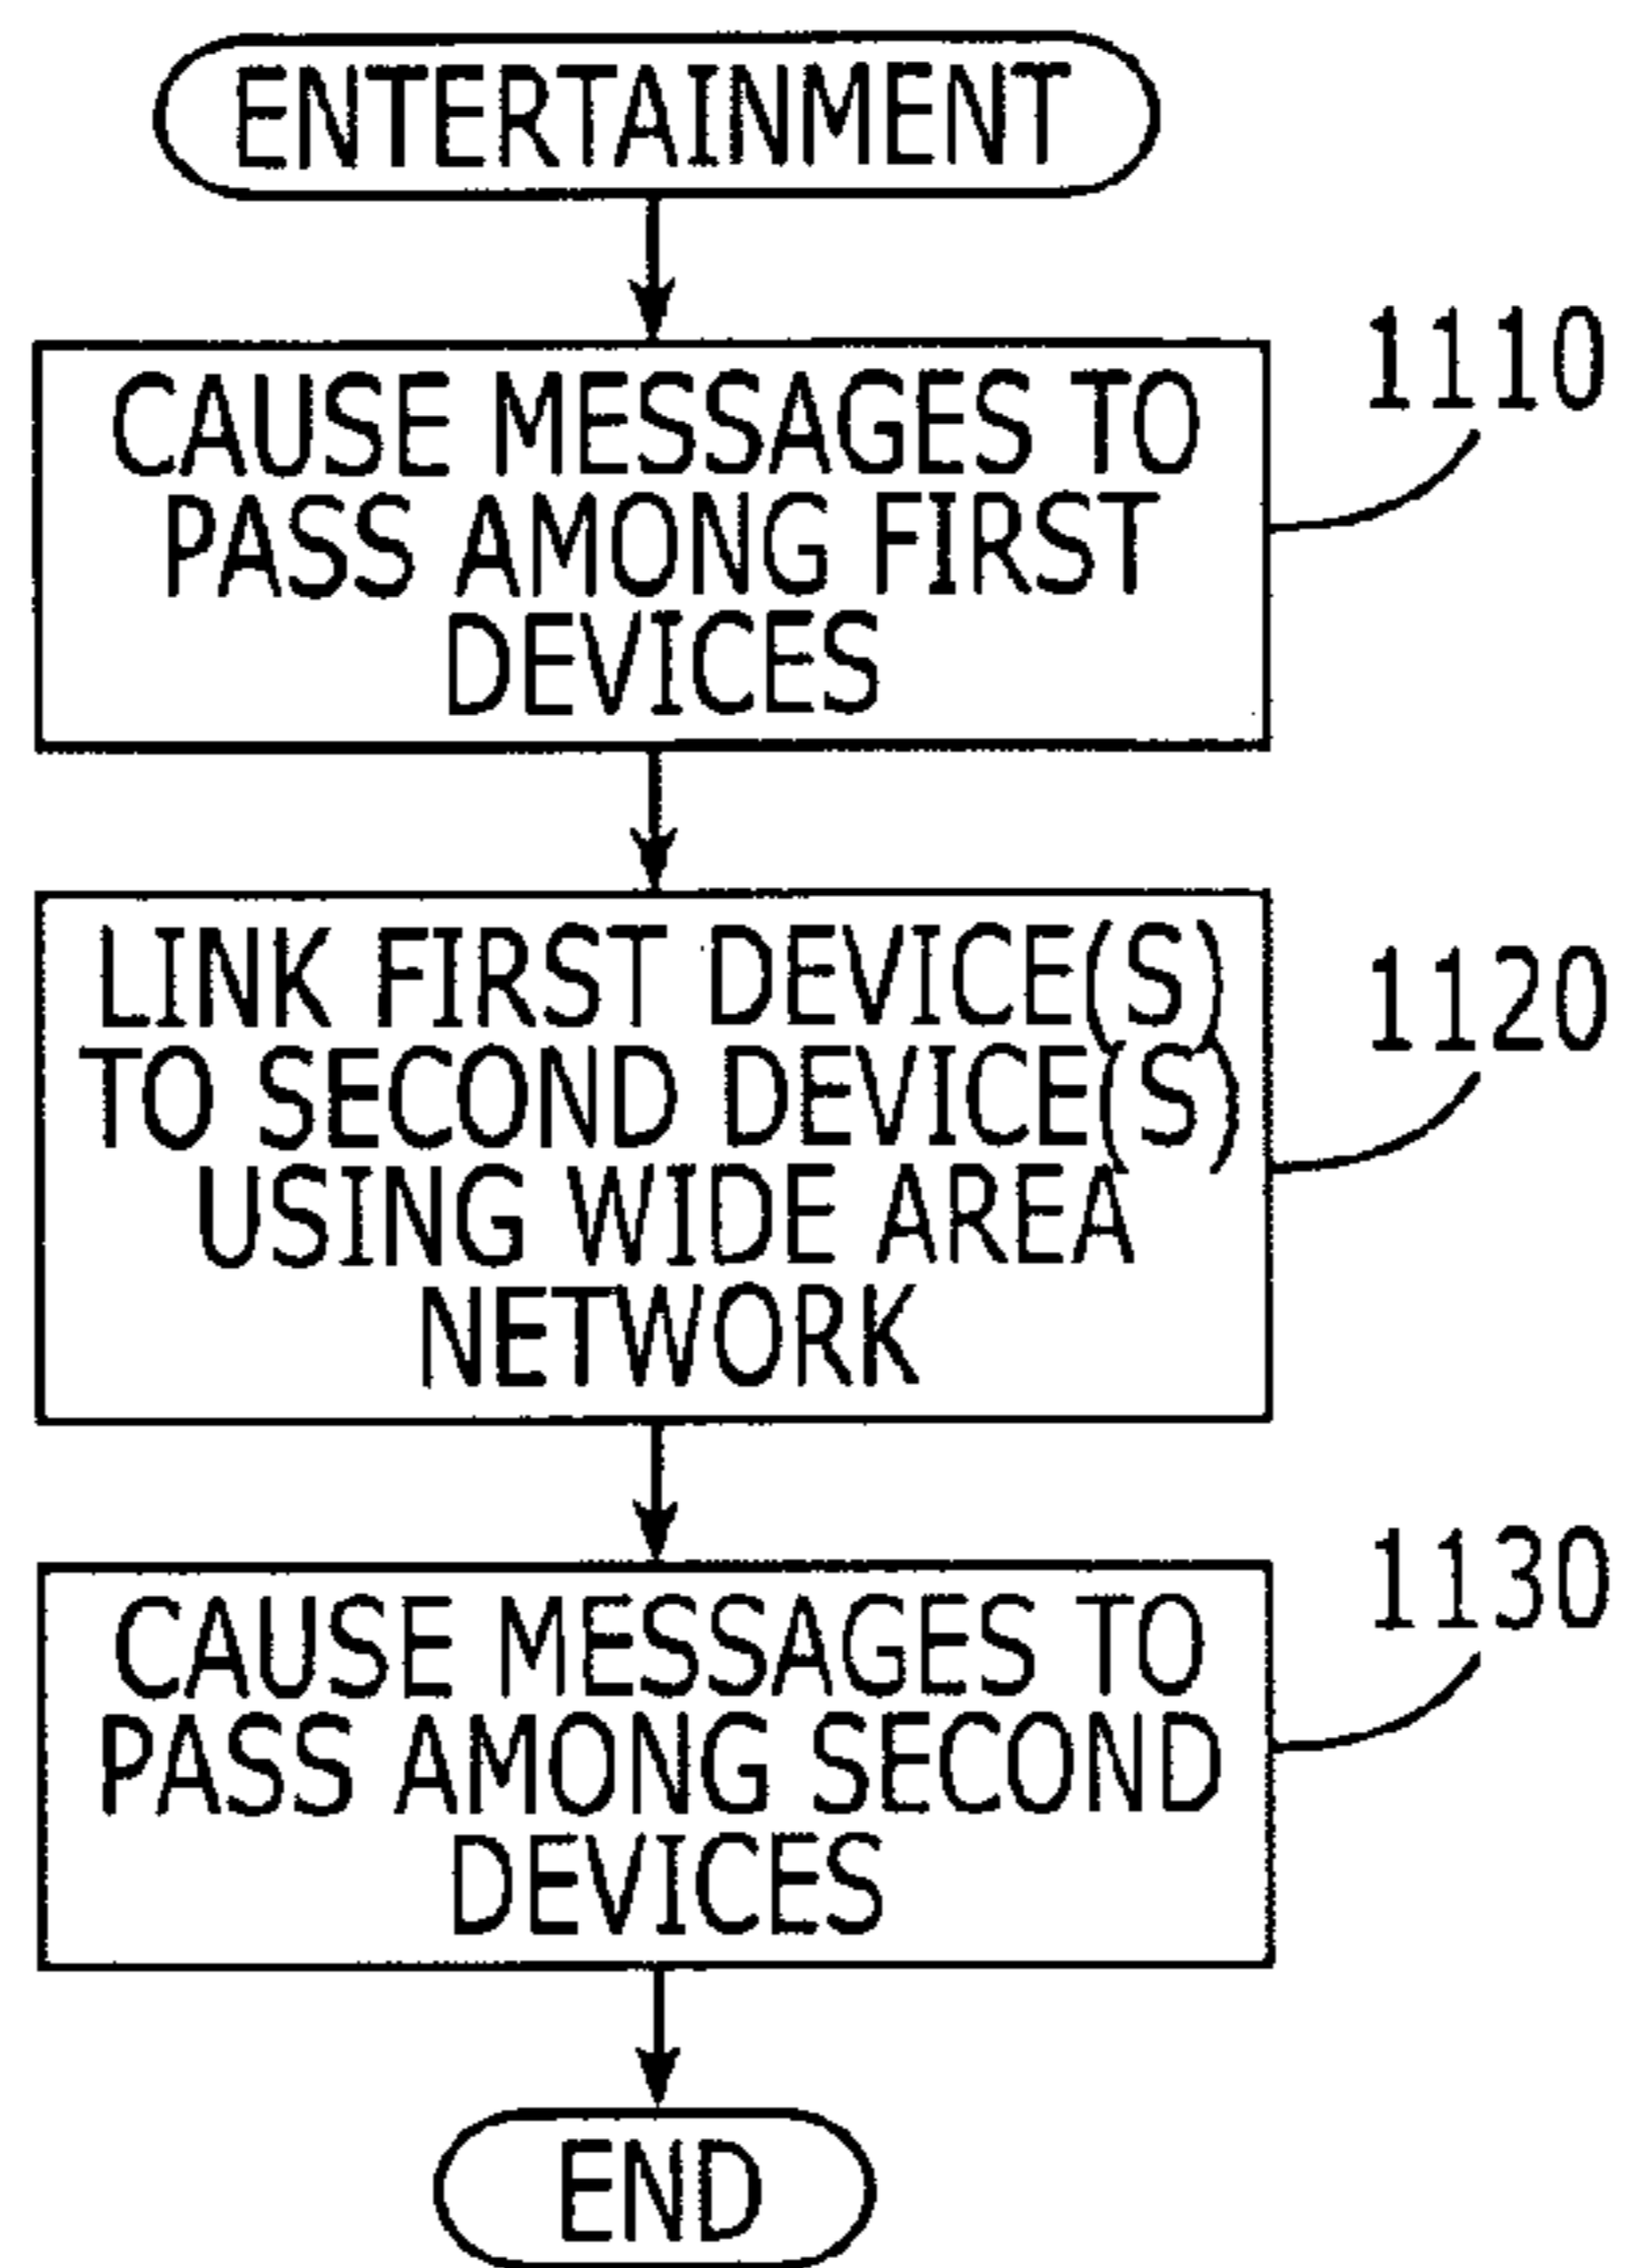 ENTERTAINMENT
1110
CAUSE MESSAGES TO
PASS AMONG FIRST
DEVICES
1120
LINK FIRST DEVICE(S)
TO SECOND DEVICE(S)
USING WIDE AREA
NETWORK
1130
CAUSE MESSAGES TO
PASS AMONG SECOND
DEVICES
END